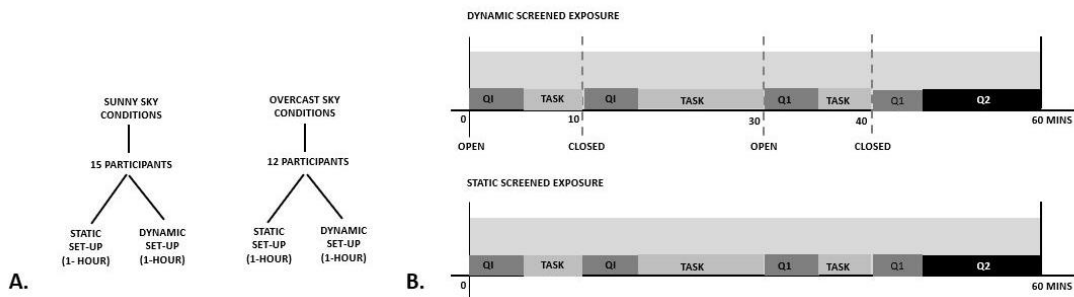 SUNNY SKY
CONDITIONS
15 PARTICIPANTS
STATIC
SET-UP
(1- HOUR)
DYNAMIC
SET-UP
(1-HOUR)
OVERCAST SKY
CONDITIONS
12 PARTICIPANTS
STATIC
SET-UP
(1-HOUR)
DYNAMIC
SET-UP
(1-HOUR)
A.
DYNAMIC SCREENED EXPOSURE
QI TASK QI TASK Q1 TASK Q1 Q2
0 10 30 40 60 MINS
OPEN CLOSED OPEN CLOSED
STATIC SCREENED EXPOSURE
QI TASK QI TASK Q1 TASK Q1 Q2
0 60 MINS
B.